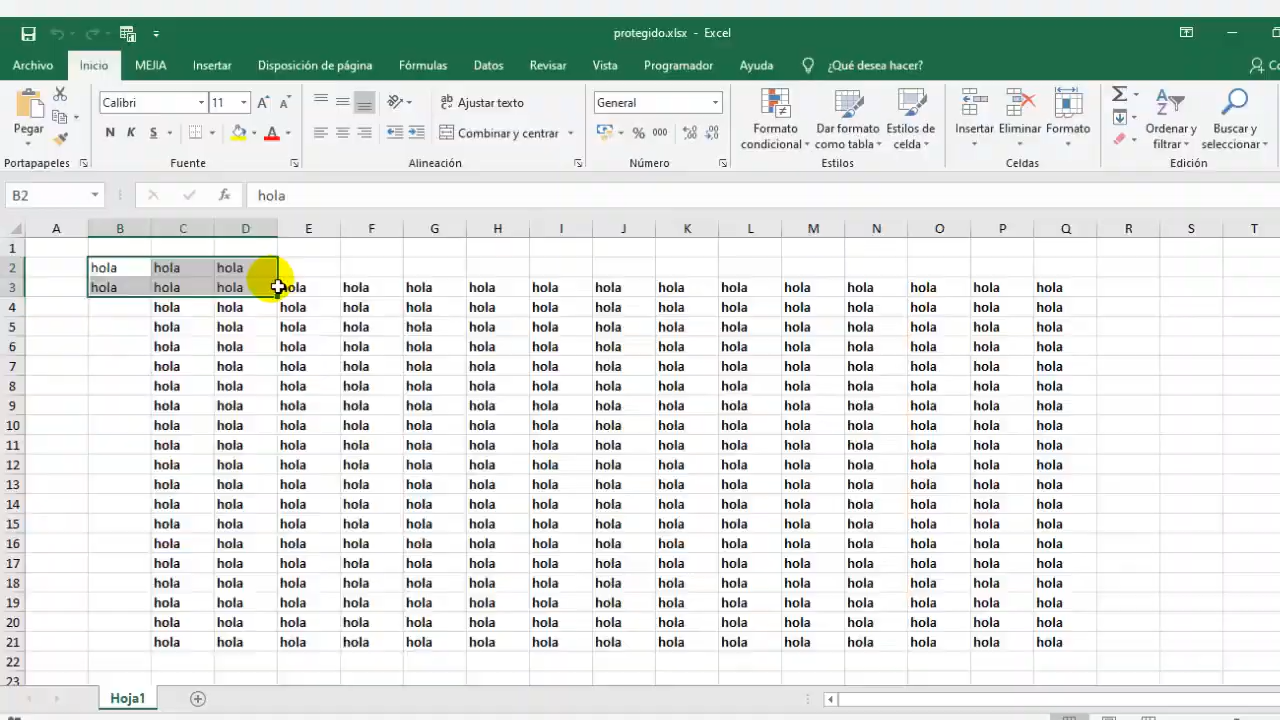 protegido.xlsx - Excel
Archivo Inicio MEJIA Insertar Disposición de página Fórmulas Datos Revisar Vista Programador Ayuda ¿Qué desea hacer?
Pegar
Portapapeles
Calibri 11
N K S
Fuente
Ajustar texto
Combinar y centrar
Alineación
General
% 000
Número
Formato condicional
Dar formato como tabla
Estilos de celda
Estilos
Insertar Eliminar Formato
Celdas
Ordenar y filtrar
Buscar y seleccionar
Edición
B2 fx hola
A B C D E F G H I J K L M N O P Q R S T
1
2 hola hola hola
3 hola hola hola hola hola hola hola hola hola hola hola hola hola hola hola hola
4 hola hola hola hola hola hola hola hola hola hola hola hola hola hola hola
5 hola hola hola hola hola hola hola hola hola hola hola hola hola hola hola
6 hola hola hola hola hola hola hola hola hola hola hola hola hola hola hola
7 hola hola hola hola hola hola hola hola hola hola hola hola hola hola hola
8 hola hola hola hola hola hola hola hola hola hola hola hola hola hola hola
9 hola hola hola hola hola hola hola hola hola hola hola hola hola hola hola
10 hola hola hola hola hola hola hola hola hola hola hola hola hola hola hola
11 hola hola hola hola hola hola hola hola hola hola hola hola hola hola hola
12 hola hola hola hola hola hola hola hola hola hola hola hola hola hola hola
13 hola hola hola hola hola hola hola hola hola hola hola hola hola hola hola
14 hola hola hola hola hola hola hola hola hola hola hola hola hola hola hola
15 hola hola hola hola hola hola hola hola hola hola hola hola hola hola hola
16 hola hola hola hola hola hola hola hola hola hola hola hola hola hola hola
17 hola hola hola hola hola hola hola hola hola hola hola hola hola hola hola
18 hola hola hola hola hola hola hola hola hola hola hola hola hola hola hola
19 hola hola hola hola hola hola hola hola hola hola hola hola hola hola hola
20 hola hola hola hola hola hola hola hola hola hola hola hola hola hola hola
21 hola hola hola hola hola hola hola hola hola hola hola hola hola hola hola
22
23
Hoja1